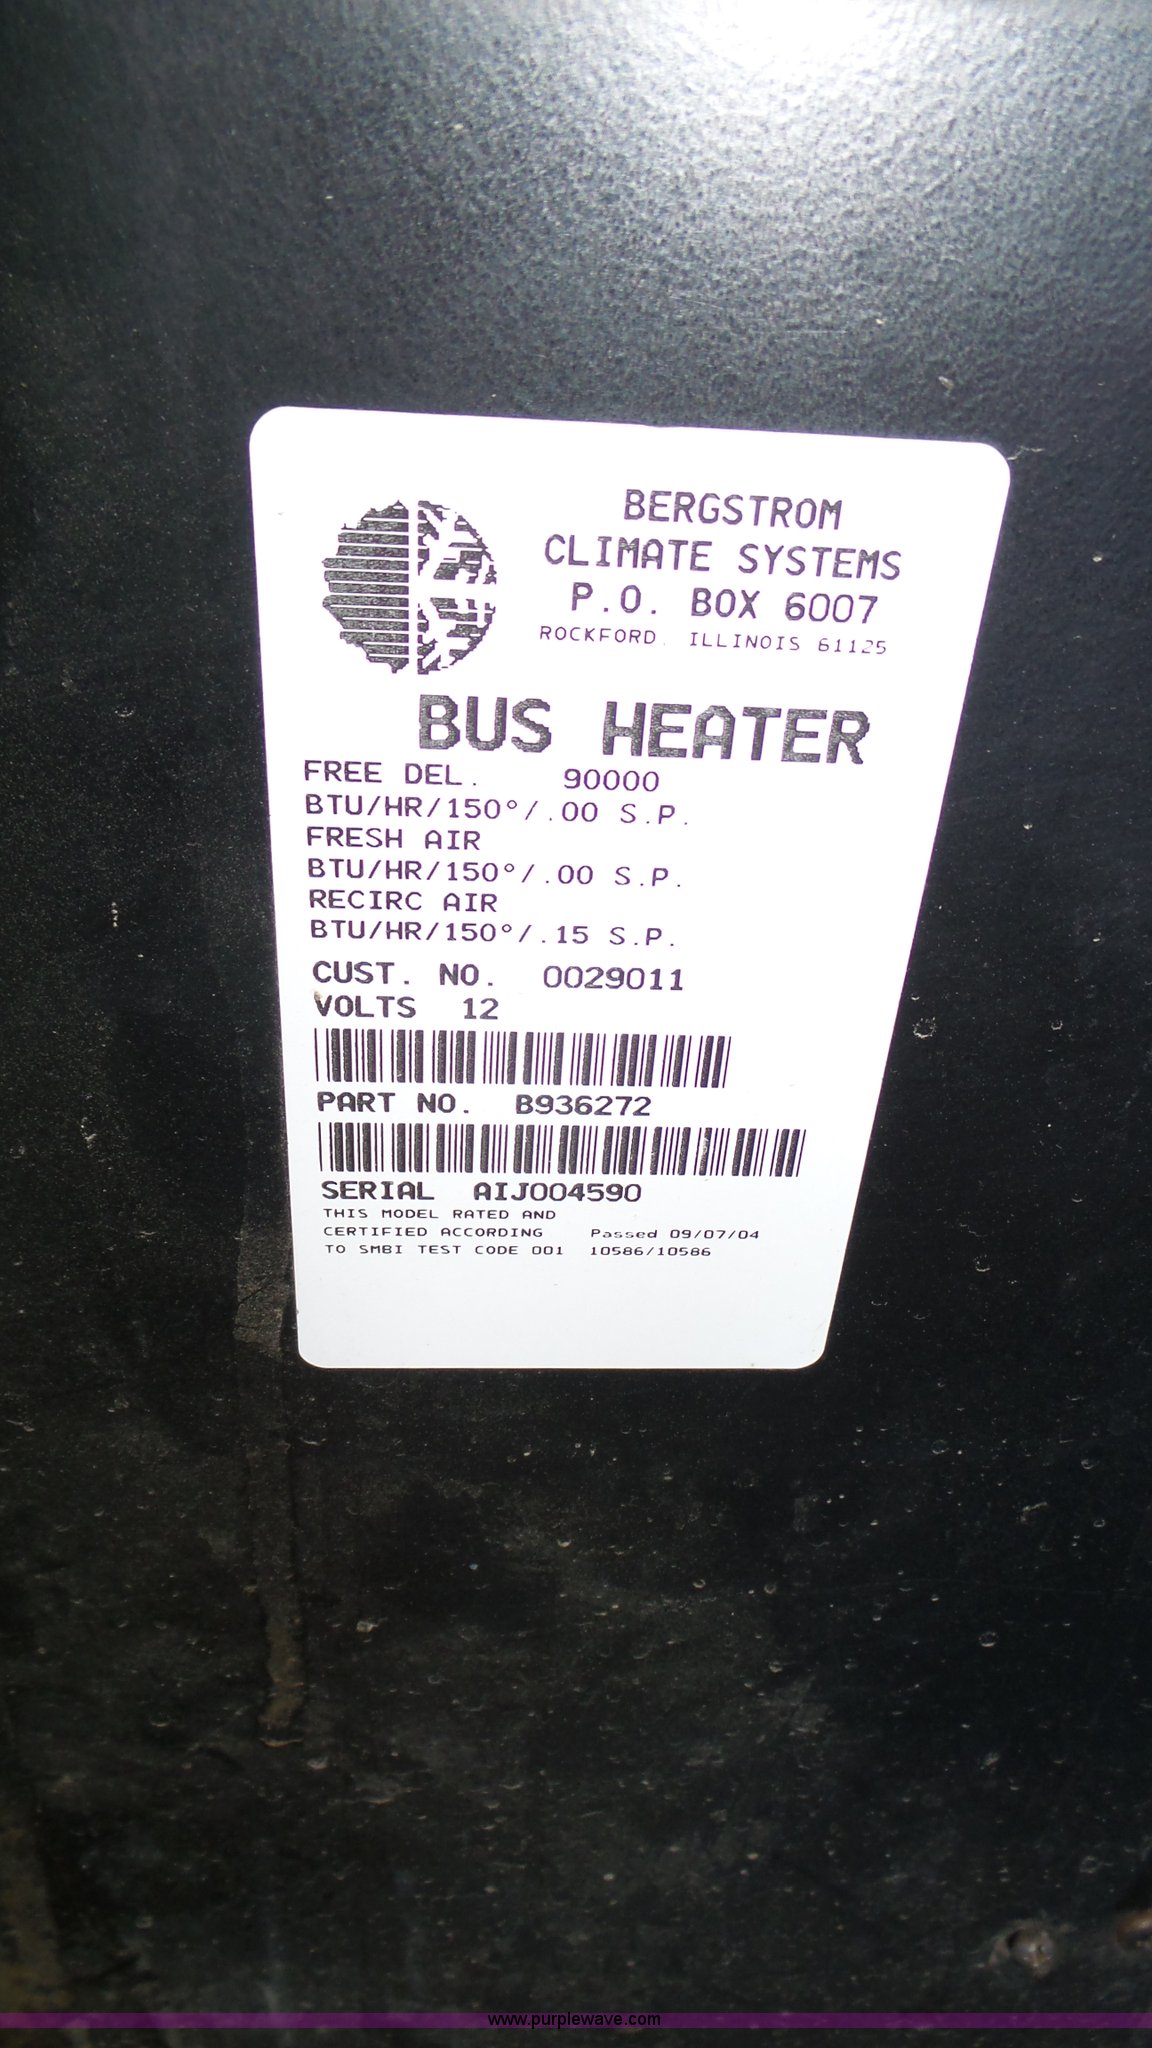 BERGSTROM
CLIMATE SYSTEMS
P.O. BOX 6007
ROCKFORD. ILLINOIS 61125
BUS HEATER
FREE DEL. 90000
BTU/HR/150°/.00 S.P.
FRESH AIR
BTU/HR/150°/.00 S.P.
RECIRC AIR
BTU/HR/150°/.15 S.P.
CUST. NO. 0029011
VOLTS 12
PART NO. B936272
SERIAL AIJ004590
THIS MODEL RATED AND
CERTIFIED ACCORDING Passed 09/07/04
TO SMBI TEST CODE 001 10586/10586
www.purplewave.com